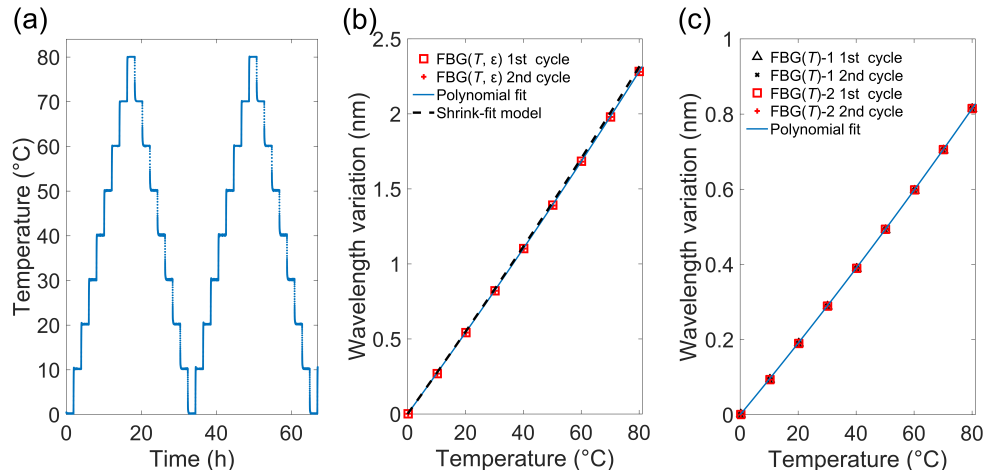 (a)
80
70
60
50
40
30
20
10
0
Temperature (°C)
0
20
40
60
Time (h)
(b)
2.5
2
1.5
1
0.5
0
Wavelength variation (nm)
FBG(T, ε) 1st cycle
FBG(T, ε) 2nd cycle
Polynomial fit
Shrink-fit model
0
20
40
60
80
Temperature (°C)
(c)
1
0.8
0.6
0.4
0.2
0
Wavelength variation (nm)
FBG(T)-1 1st cycle
FBG(T)-1 2nd cycle
FBG(T)-2 1st cycle
FBG(T)-2 2nd cycle
Polynomial fit
0
20
40
60
80
Temperature (°C)